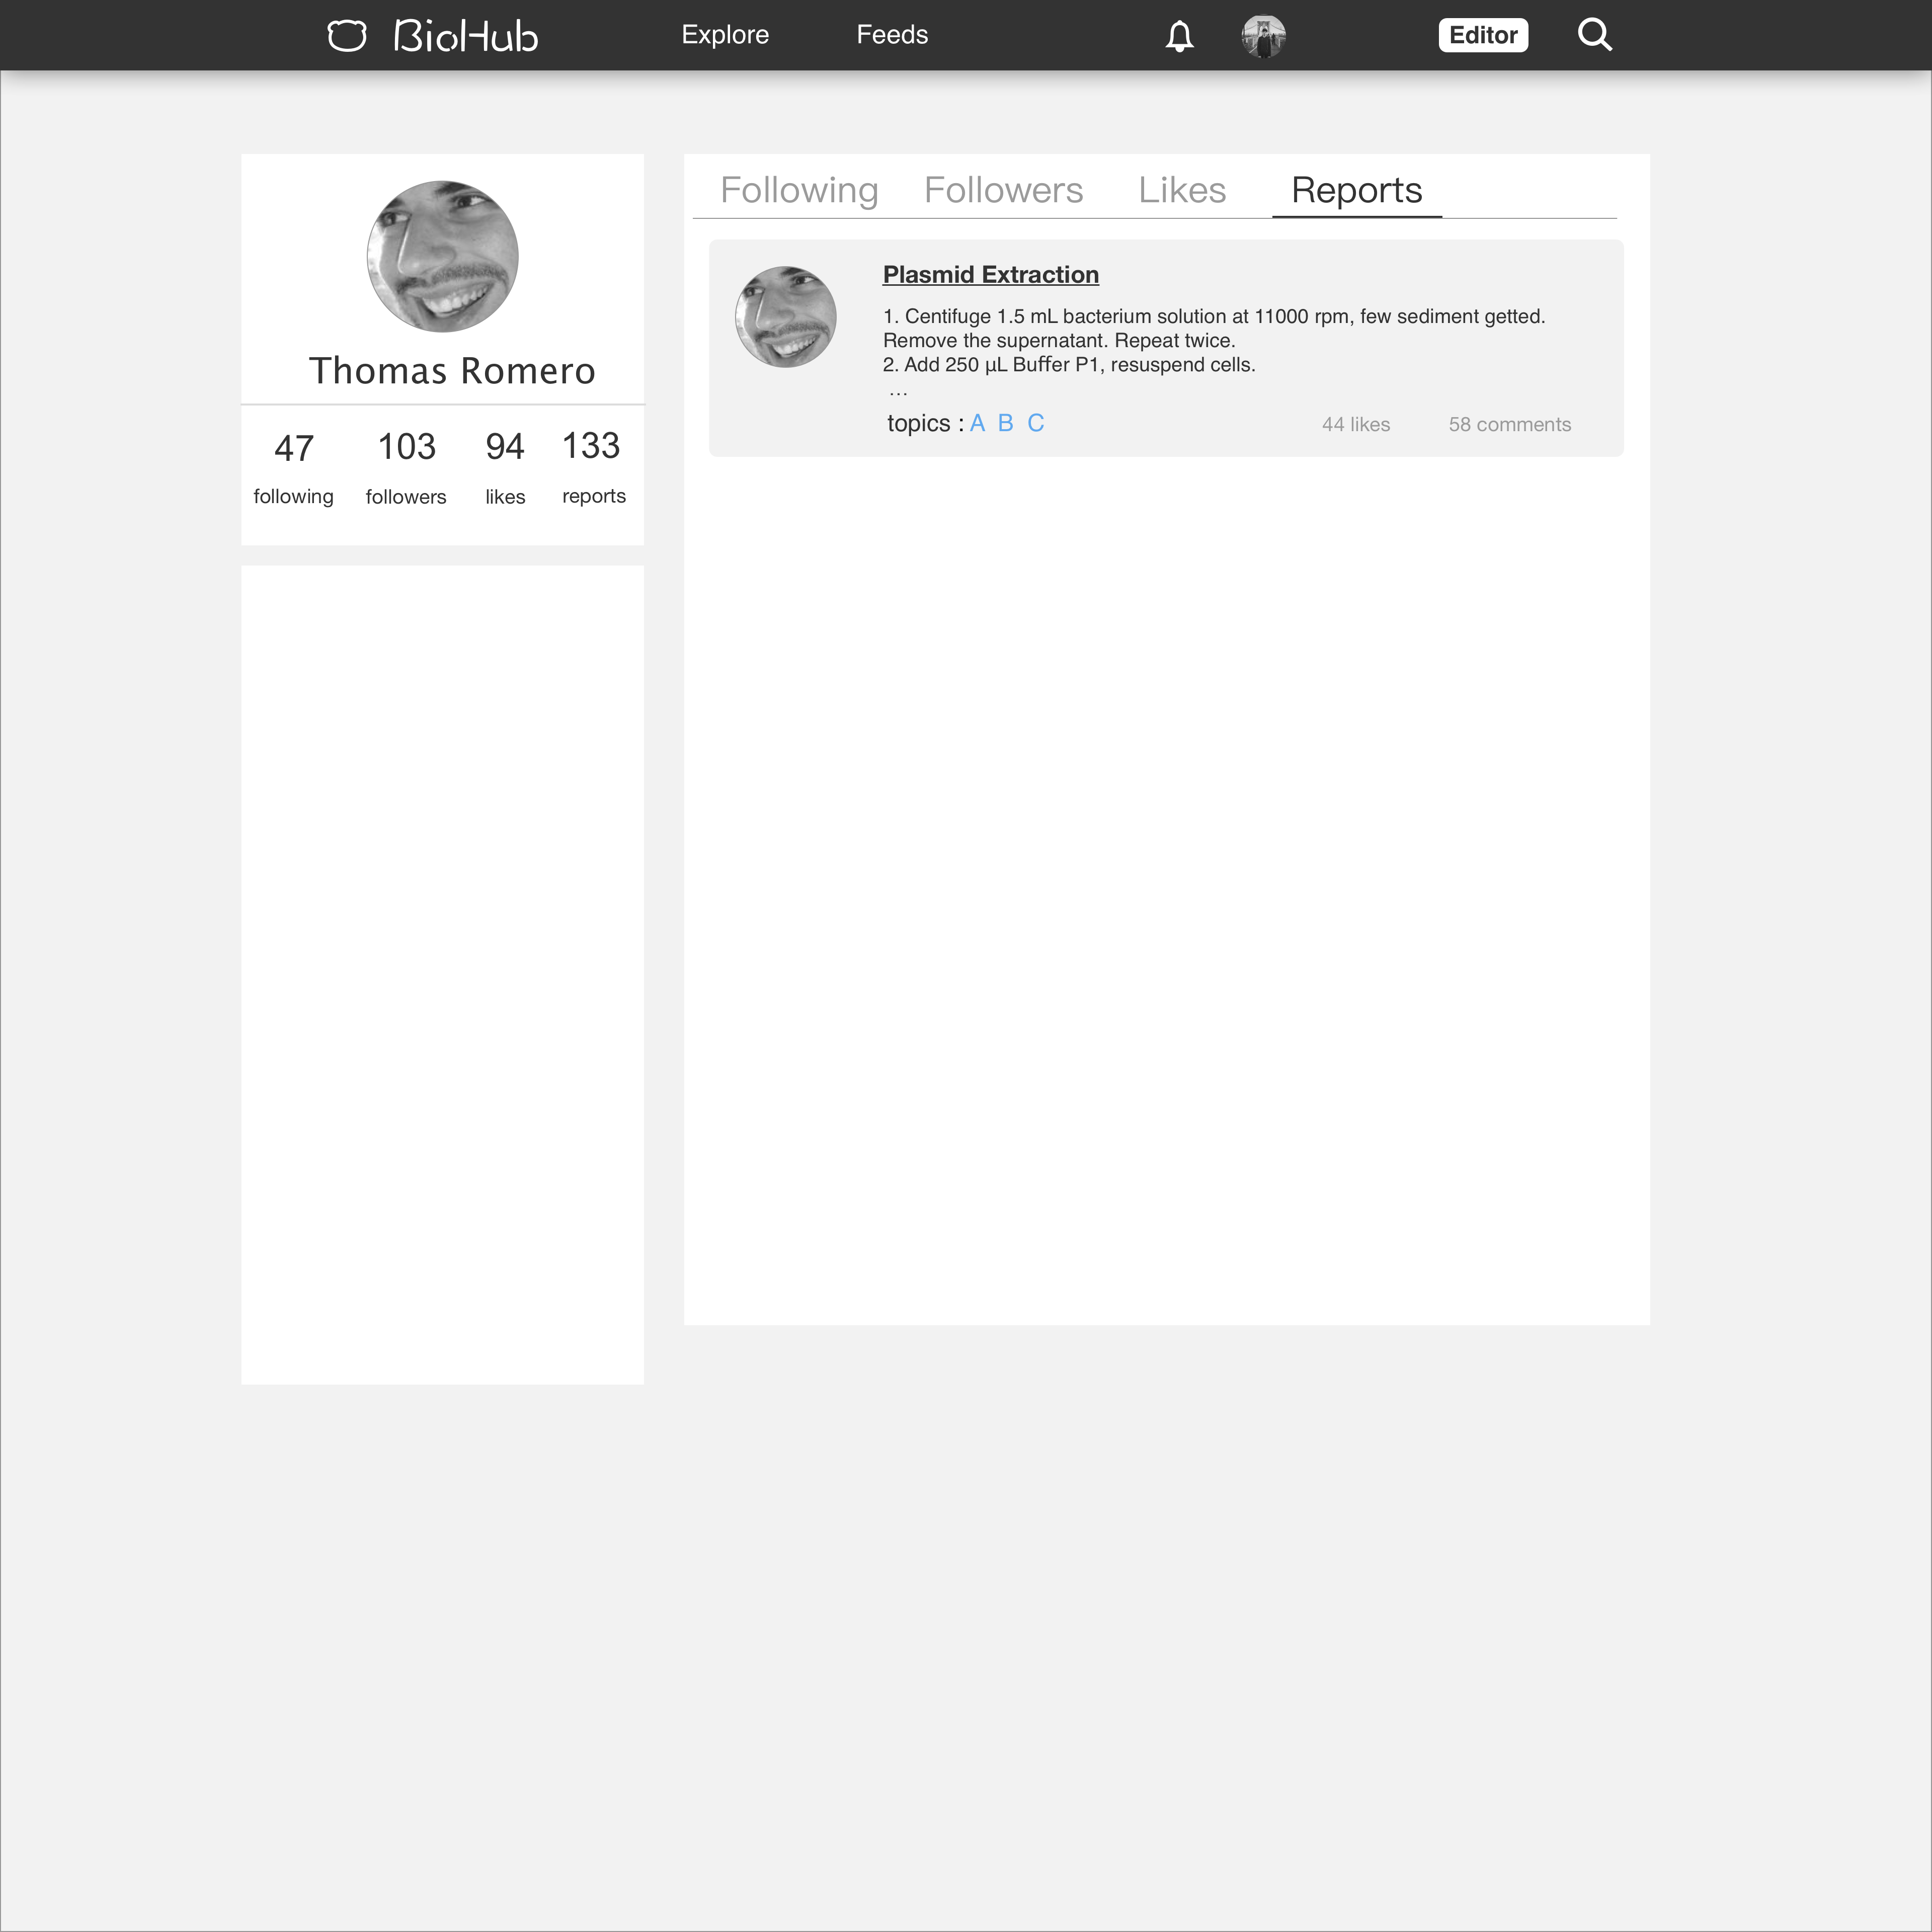 BioHub
Explore
Feeds
Editor
Thomas Romero
47 103 94 133
following followers likes reports
Following Followers Likes Reports
Plasmid Extraction
1. Centifuge 1.5 mL bacterium solution at 11000 rpm, few sediment getted.
Remove the supernatant. Repeat twice.
2. Add 250 µL Buffer P1, resuspend cells.
...
topics : A B C
44 likes
58 comments